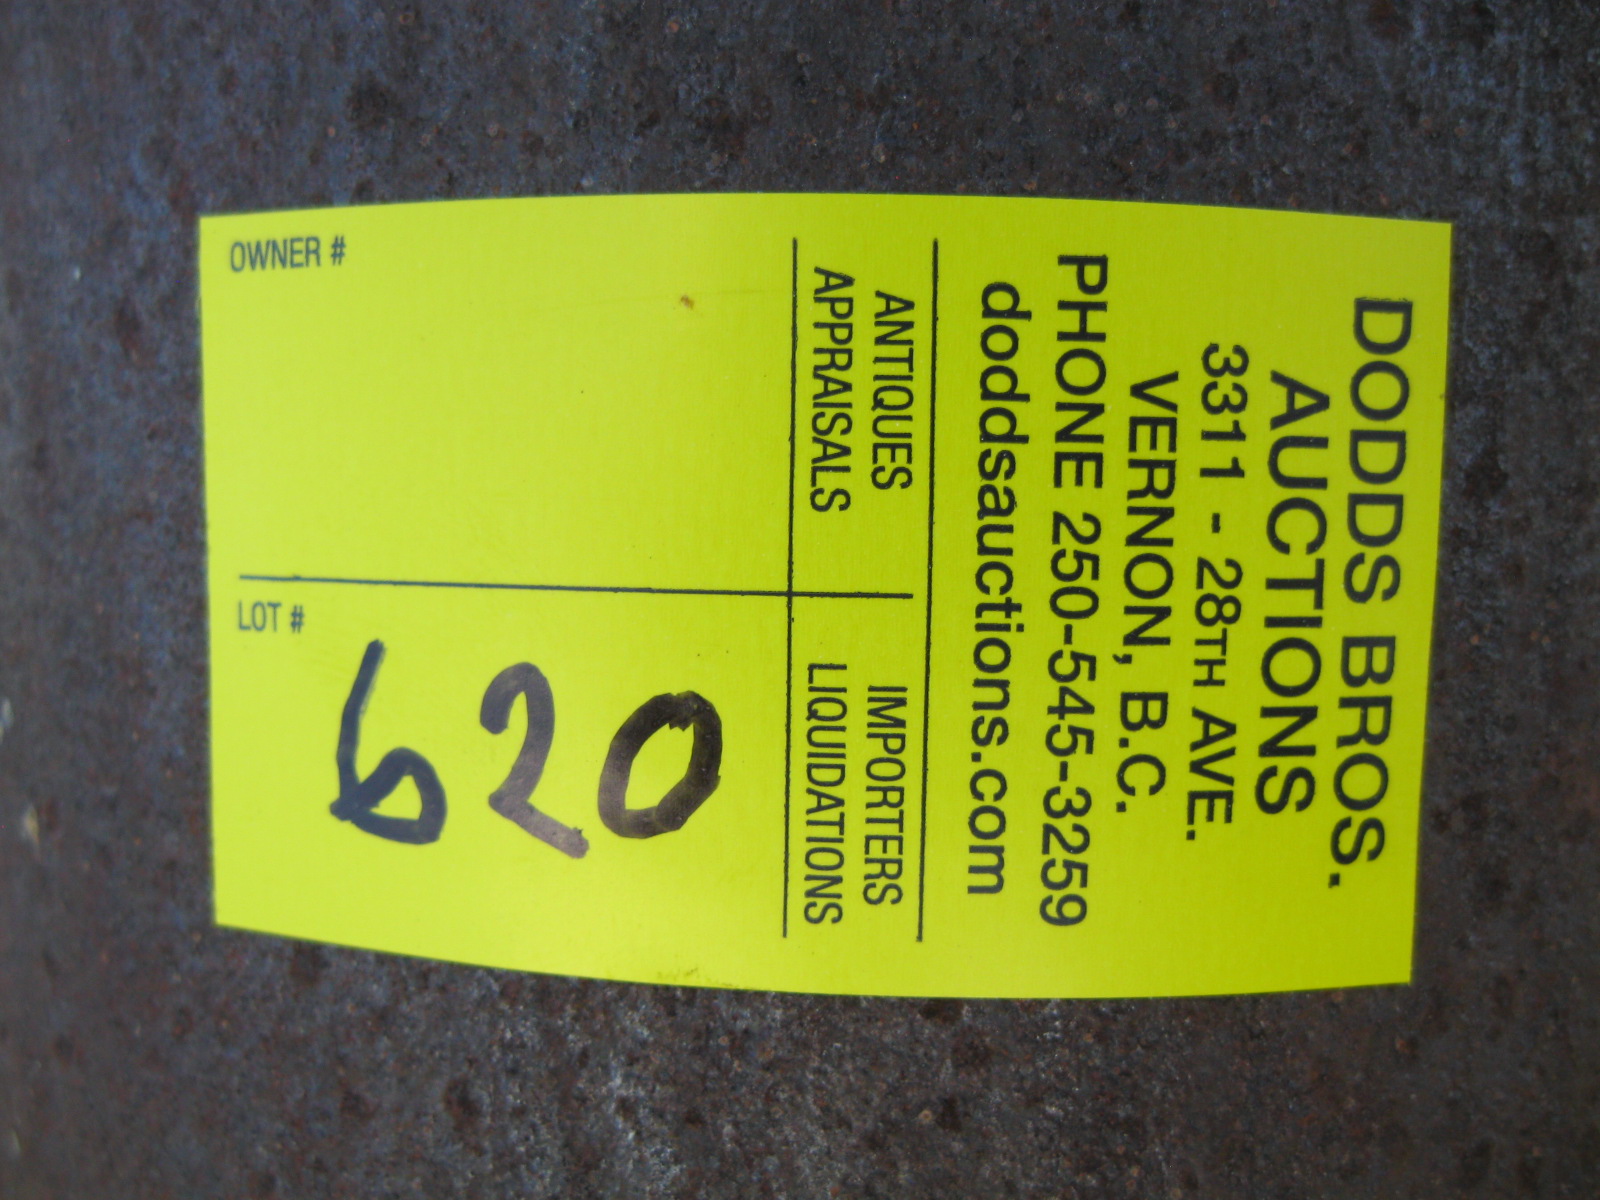 DODDS BROS.
AUCTIONS
3311 - 28TH AVE.
VERNON, B.C.
PHONE 250-545-3259
doddsauctions.com
ANTIQUES IMPORTERS
APPRAISALS LIQUIDATIONS
OWNER #
LOT #
620